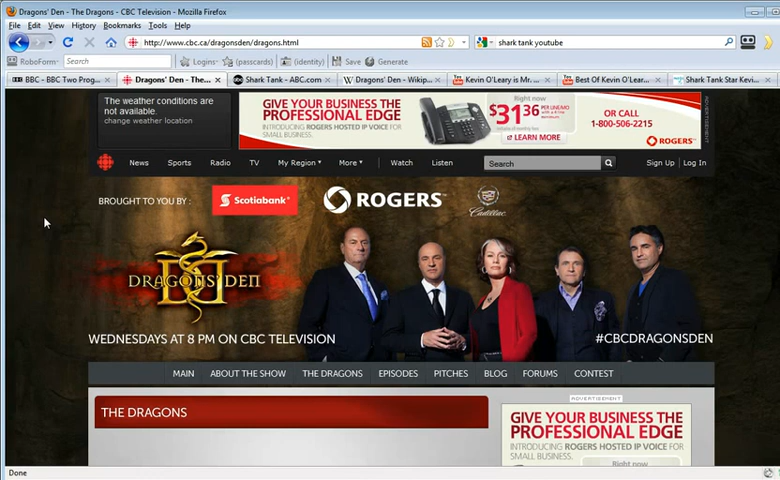 Dragons' Den - The Dragons - CBC Television - Mozilla Firefox
File Edit View History Bookmarks Tools Help
http://www.cbc.ca/dragonsden/dragons.html
shark tank youtube
RoboForm Search Logins (passcards) (identity) Save Generate
BBC - BBC Two Prog... Dragons' Den - The... Shark Tank - ABC.com Dragons' Den - Wikip... Kevin O'Leary is Mr. ... Best Of Kevin O'Lear... Shark Tank Star Kevi...
The weather conditions are
not available
change weather location
GIVE YOUR BUSINESS THE
PROFESSIONAL EDGE
INTRODUCING ROGERS HOSTED IP VOICE FOR
SMALL BUSINESS.
Right now
$31.36 PER LINE/MO
LEARN MORE
OR CALL
1-800-506-2215
ROGERS
ADVERTISEMENT
News Sports Radio TV My Region More Watch Listen Search Sign Up Log In
BROUGHT TO YOU BY : Scotiabank ROGERS Cadillac
DRAGONS' DEN
WEDNESDAYS AT 8 PM ON CBC TELEVISION
#CBCDRAGONSDEN
MAIN ABOUT THE SHOW THE DRAGONS EPISODES PITCHES BLOG FORUMS CONTEST
THE DRAGONS
ADVERTISEMENT
GIVE YOUR BUSINESS THE
PROFESSIONAL EDGE
INTRODUCING ROGERS HOSTED IP VOICE FOR
SMALL BUSINESS.
Right now
Done